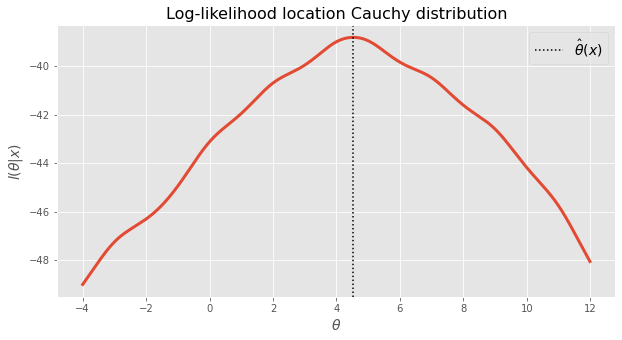 Log-likelihood location Cauchy distribution
θ̂(x)
l(θ|x)
−40
−42
−44
−46
−48
−4 −2 0 2 4 6 8 10 12
θ